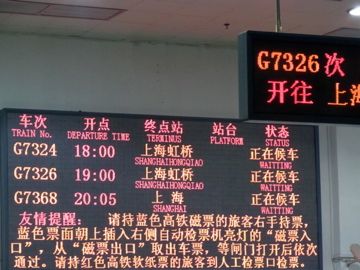 G7326次
开往 上海
车次 开点 终点站 站台 状态
TRAIN No. DEPARTURE TIME TERMINUS PLATFORM STATUS
G7324 18:00 上海虹桥 正在候车
SHANGHAIHONGQIAO WAITTING
G7326 19:00 上海虹桥 正在候车
SHANGHAIHONGQIAO WAITTING
G7368 20:05 上 海 正在候车
SHANGHAI WAITTING
友情提醒：请持蓝色高铁磁票的旅客右手持票，
蓝色票面朝上插入右侧自动检票机亮灯的“磁票入
口”，从“磁票出口”取出车票，等闸门打开后依次
通过。请持红色高铁软纸票的旅客到人工检票口检票。